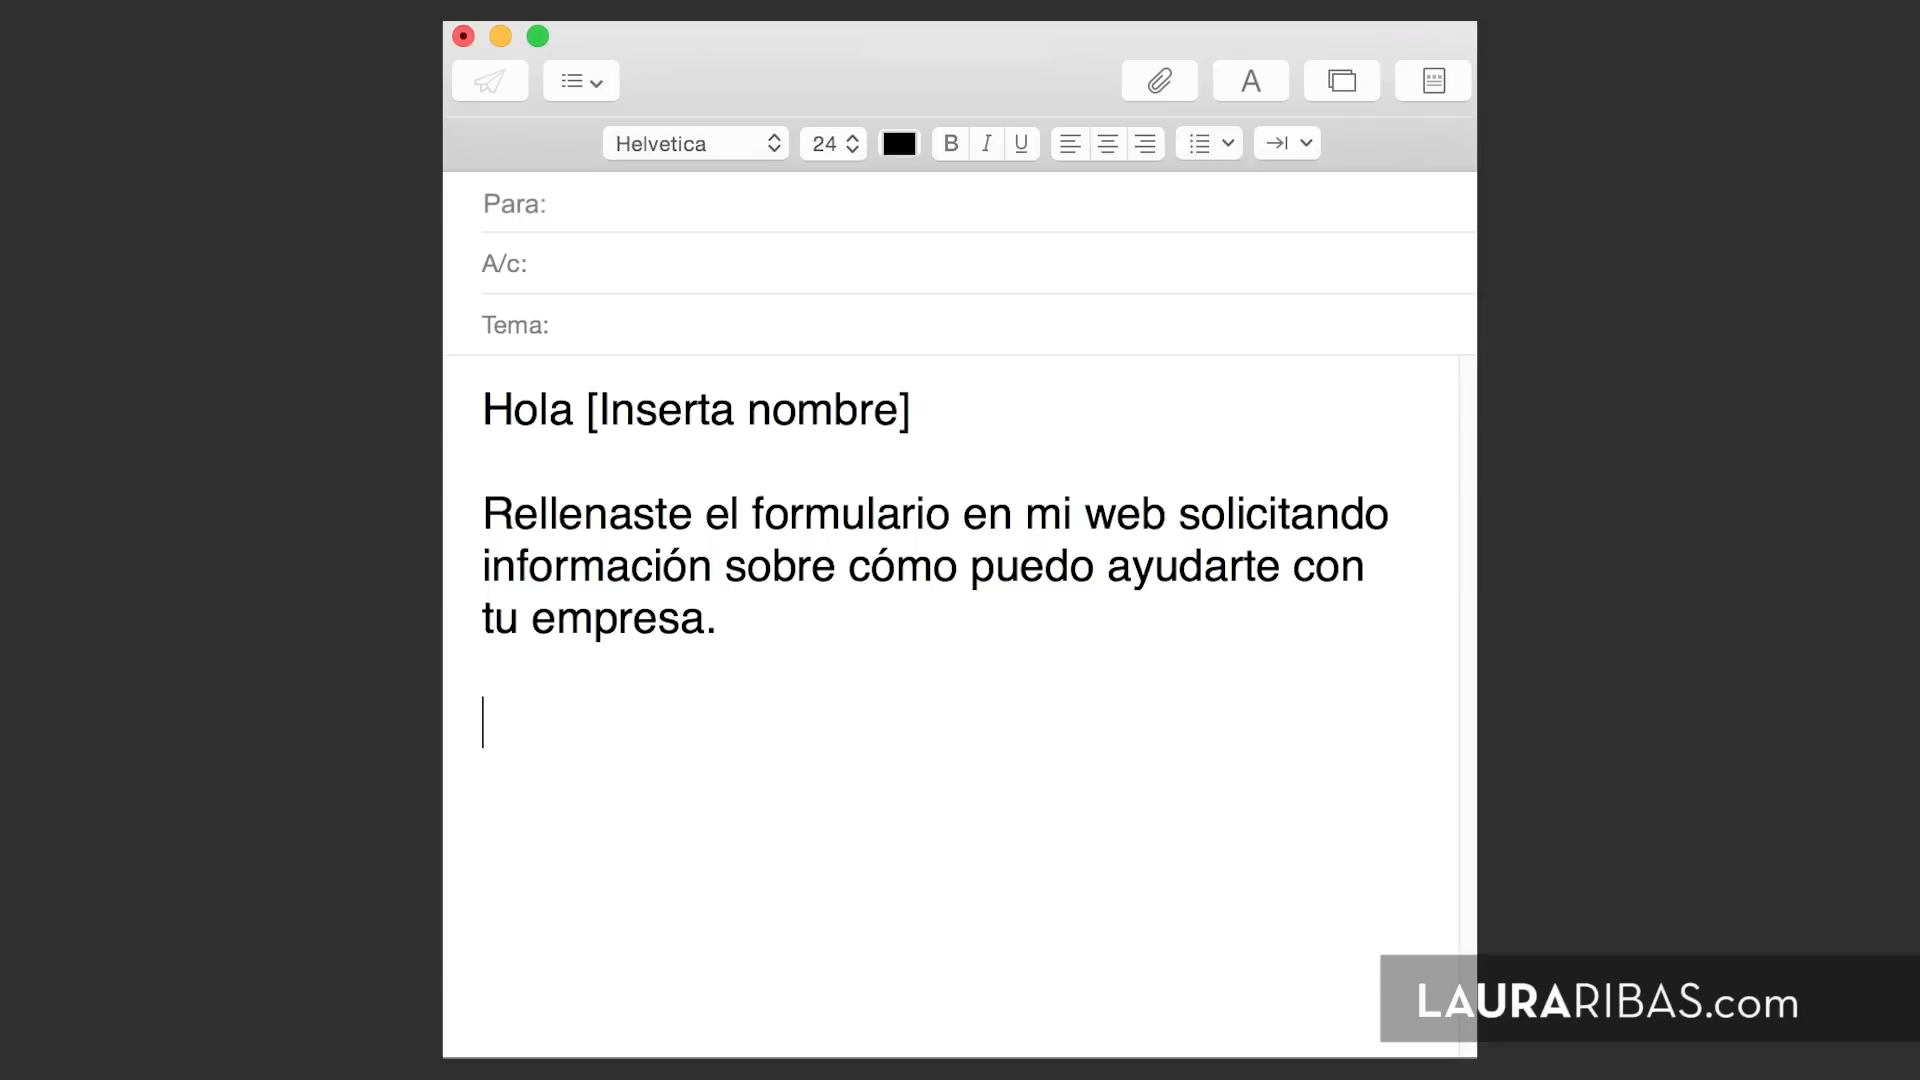 Helvetica 24 B I U
Para:
A/c:
Tema:
Hola [Inserta nombre]
Rellenaste el formulario en mi web solicitando
información sobre cómo puedo ayudarte con
tu empresa.
LAURARIBAS.com